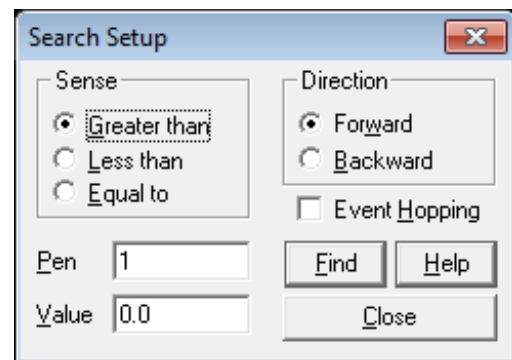 Search Setup
Sense
Greater than
Less than
Equal to
Direction
Forward
Backward
Event Hopping
Pen 1
Value 0.0
Find Help
Close